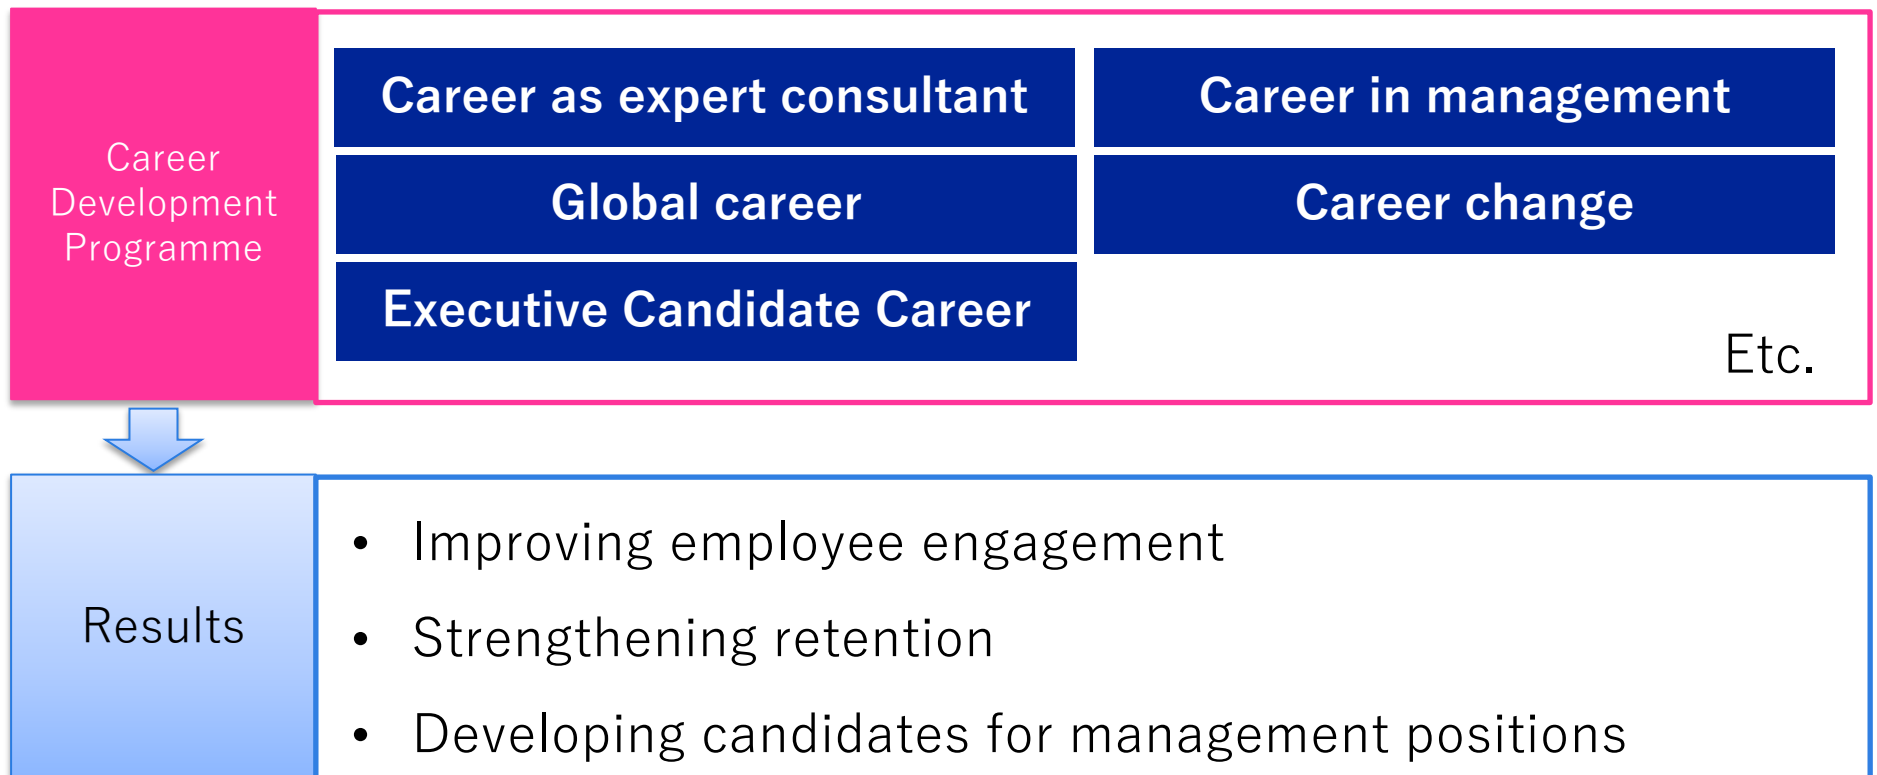 Career
Development
Programme
Career as expert consultant
Career in management
Global career
Career change
Executive Candidate Career
Etc.
Results
• Improving employee engagement
• Strengthening retention
• Developing candidates for management positions